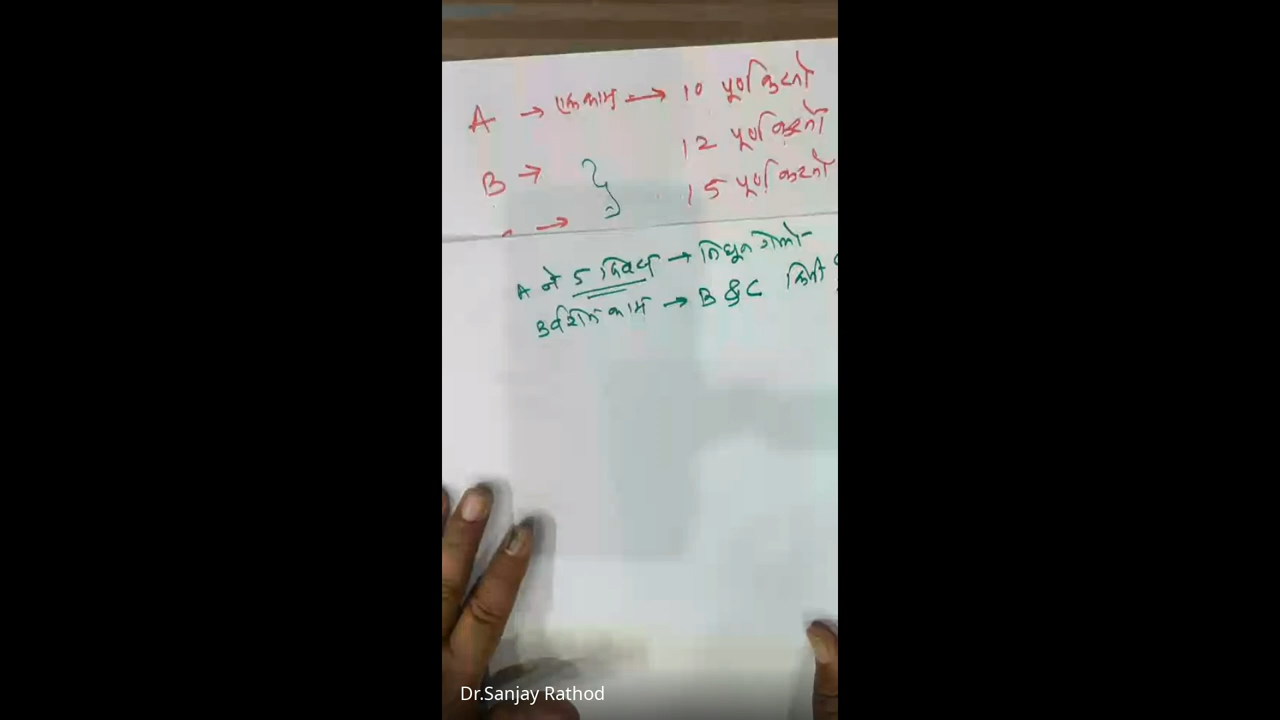 A → एक काम → 10 पूर्ण करतो
B → 12 पूर्ण करतो
→ 15 पूर्ण करतो
A ने 5 दिवस → निघून गेला
उर्वरित काम → B & C किती
Dr.Sanjay Rathod